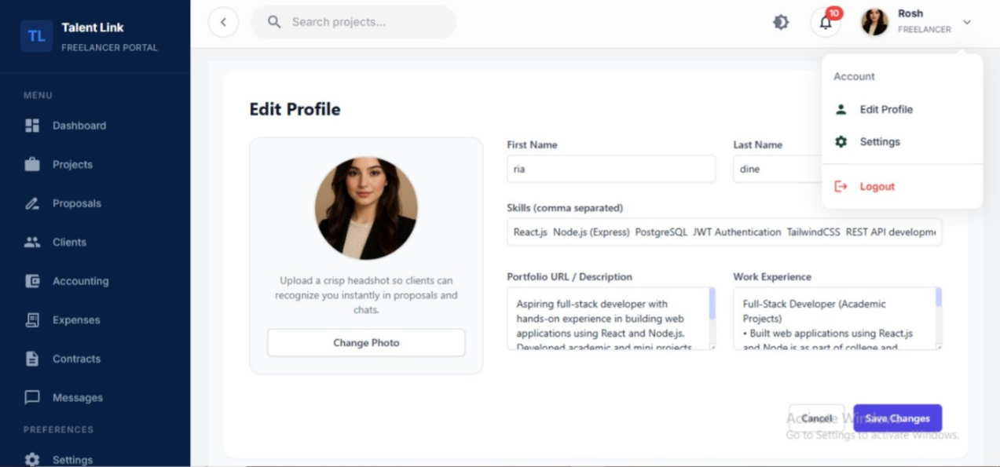 TL
Talent Link
FREELANCER PORTAL
MENU
Dashboard
Projects
Proposals
Clients
Accounting
Expenses
Contracts
Messages
PREFERENCES
Settings
Search projects...
10
Rosh
FREELANCER
Account
Edit Profile
Settings
Logout
Edit Profile
Upload a crisp headshot so clients can
recognize you instantly in proposals and
chats.
Change Photo
First Name
ria
Last Name
dine
Skills (comma separated)
React.js Node.js (Express) PostgreSQL JWT Authentication TailwindCSS REST API developme
Portfolio URL / Description
Aspiring full-stack developer with
hands-on experience in building web
applications using React and Node.js.
Developed academic and mini projects
Work Experience
Full-Stack Developer (Academic
Projects)
• Built web applications using React.js
and Node.js as part of college and
Cancel
Save Changes
Activate Windows
Go to Settings to activate Windows.